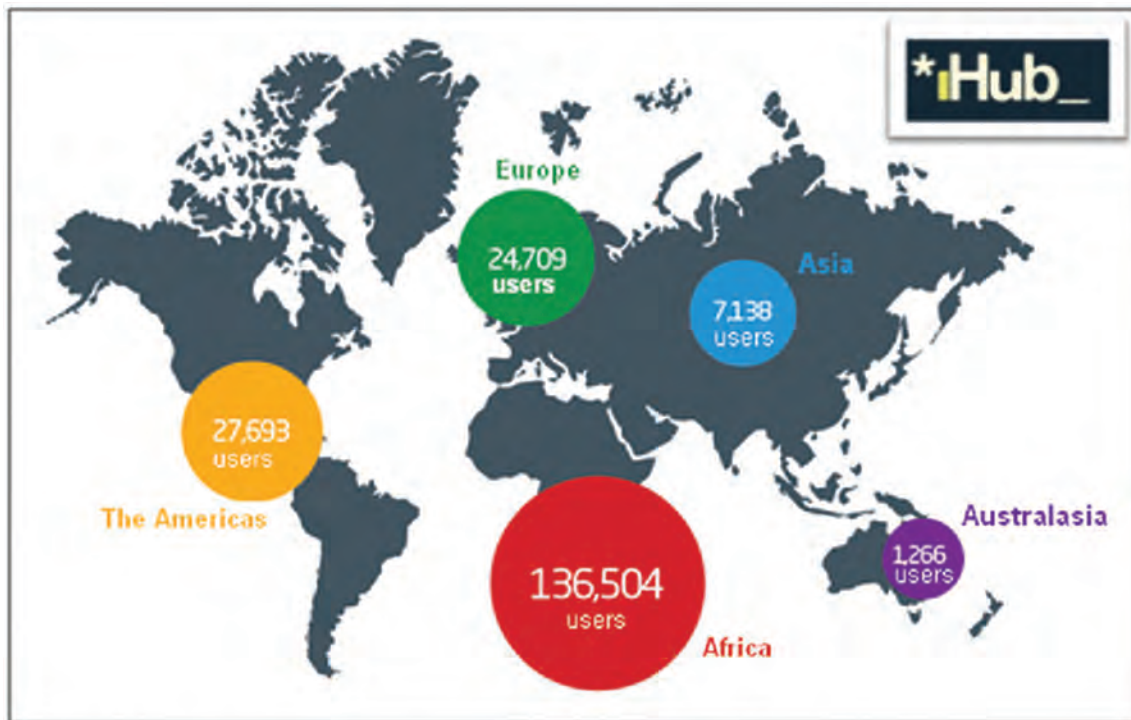 *iHub_
Europe
24,709
users
Asia
7,138
users
27,693
users
The Americas
Australasia
1,266
users
136,504
users
Africa